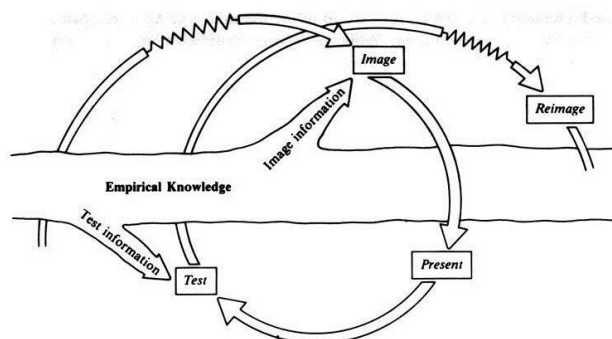 Image
Reimage
Image information
Empirical Knowledge
Test information
Test
Present